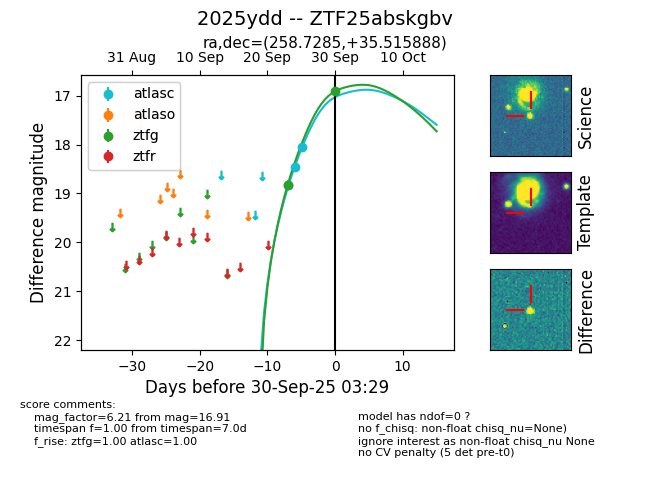 2025ydd -- ZTF25abskgbv
ra,dec=(258.7285,+35.515888)
31 Aug 10 Sep 20 Sep 30 Sep 10 Oct
atlasc
atlaso
ztfg
ztfr
17
18
19
20
21
22
Difference magnitude
−30 −20 −10 0 10
Days before 30-Sep-25 03:29
Science
Template
Difference
score comments:
mag_factor=6.21 from mag=16.91
timespan f=1.00 from timespan=7.0d
f_rise: ztfg=1.00 atlasc=1.00
model has ndof=0 ?
no f_chisq: non-float chisq_nu=None)
ignore interest as non-float chisq_nu None
no CV penalty (5 det pre-t0)